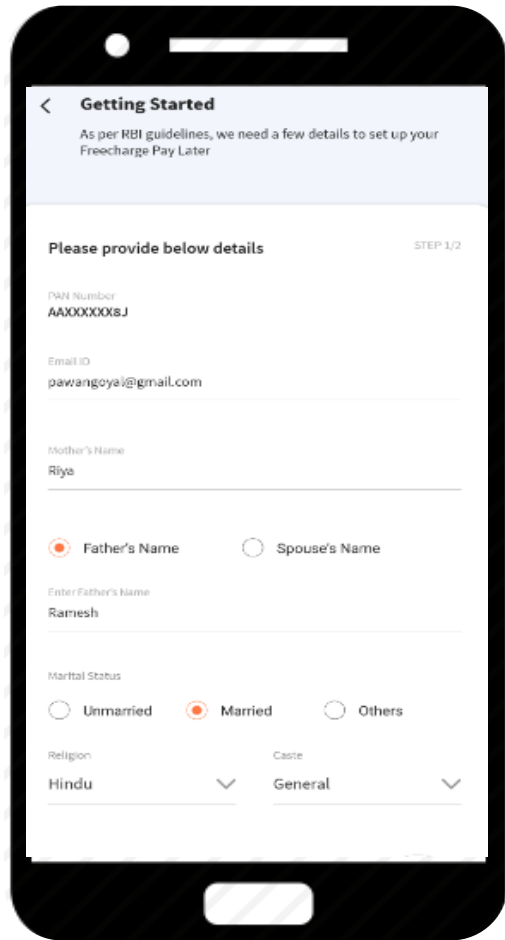 Getting Started
As per RBI guidelines, we need a few details to set up your
Freecharge Pay Later
Please provide below details
STEP 1/2
PAN Number
AAXXXXXX8J
Email ID
pawangoyal@gmail.com
Mother's Name
Riya
Father's Name Spouse's Name
Enter Father's Name
Ramesh
Marital Status
Unmarried Married Others
Religion Caste
Hindu General